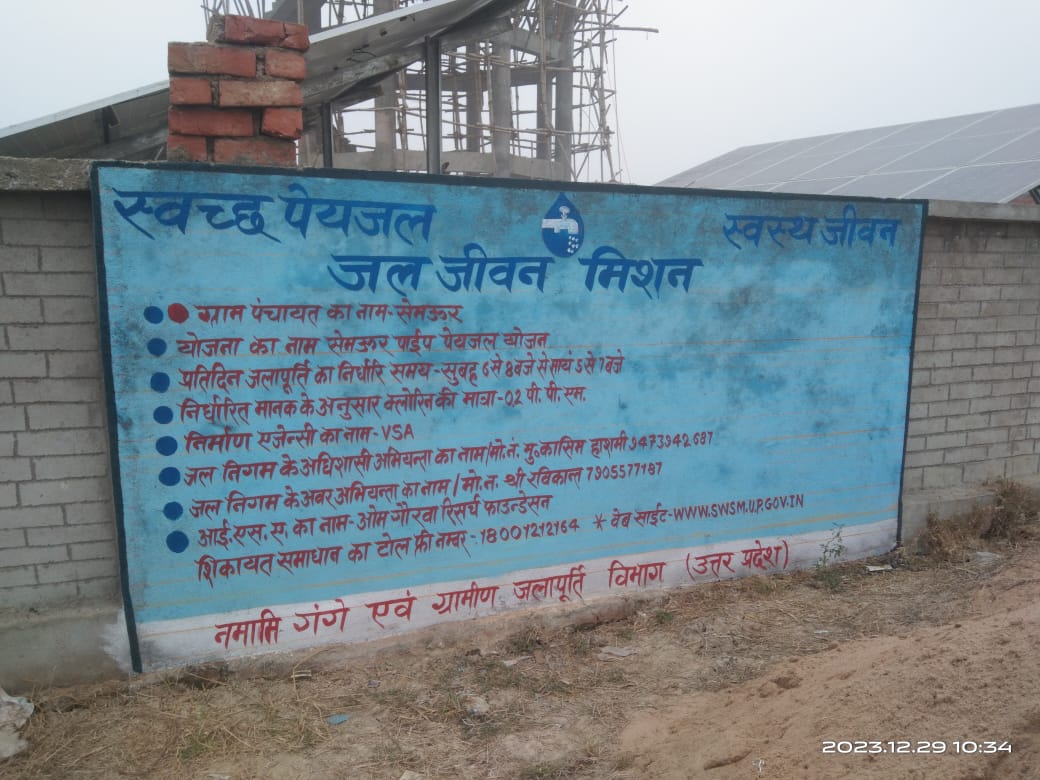 स्वच्छ पेयजल स्वस्थ जीवन
जल जीवन मिशन
ग्राम पंचायत का नाम- सेमऊर
योजना का नाम सेमऊर पाईप पेयजल योजन
प्रतिदिन जलापूर्ति का निर्धारि समय-सुबह 6 से 8 बजे से सायं 5 से 7 बजे
निर्धारित मानक के अनुसार क्लोरिन की मात्रा-02 पी. पी. एम.
निर्माण एजेन्सी का नाम-VSA
जल निगम के अधिशासी अभियन्ता का नाम/मो.नं. मु०कासिम हाशमी 9473942687
जल निगम के अवर अभियन्ता का नाम / मो.न. श्री रविकान्त 7905577187
आई.एस.ए. का नाम-ओम गौरवा रिसर्च फाउन्डेसन
शिकायत समाधान का टोल फ्री नम्बर-18001212164 * वेब साईट-WWW.SWSM.U.P.GOV.IN
नमामि गंगे एवं ग्रामीण जलापूर्ति विभाग (उत्तर प्रदेश)
2023.12.29 10:34